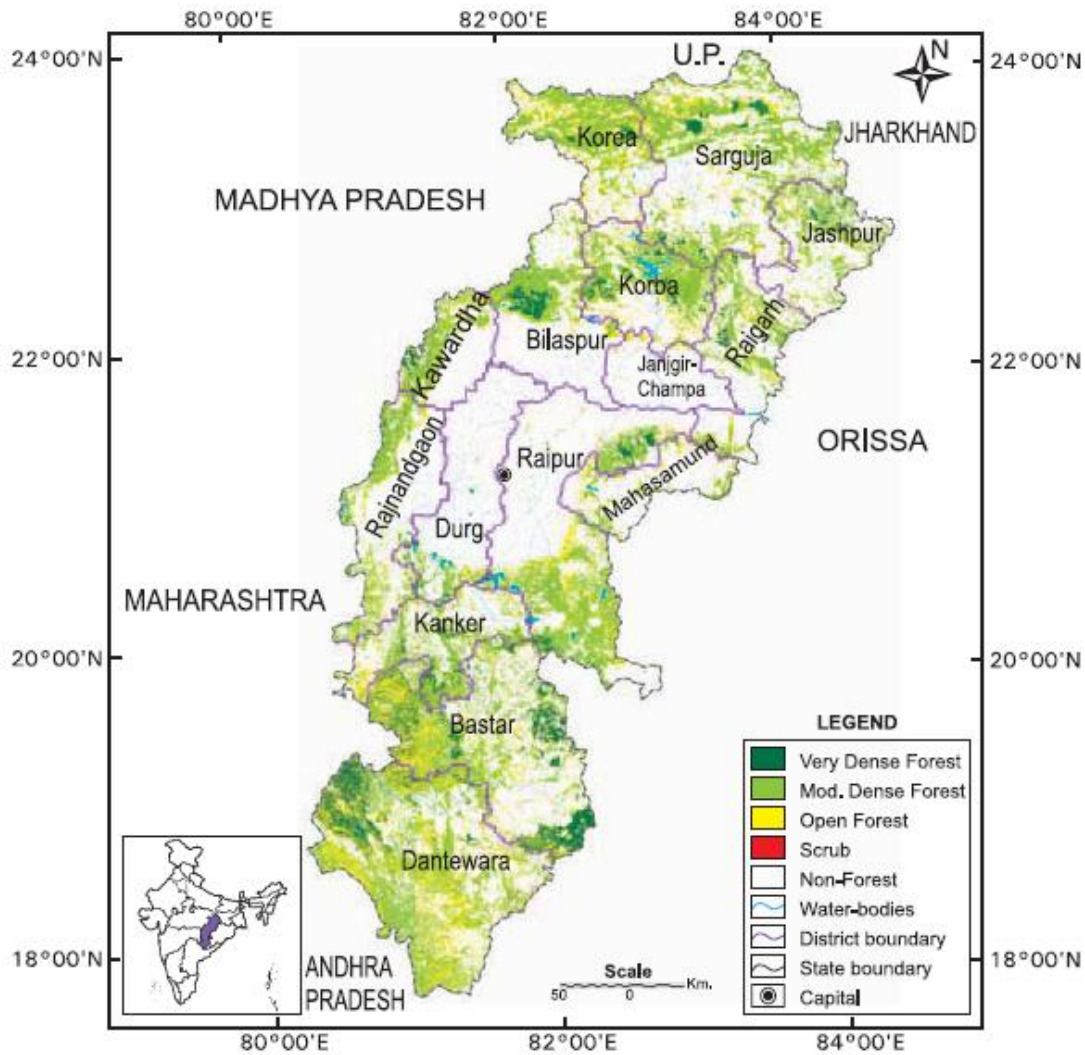 80°00'E 82°00'E 84°00'E
24°00'N
24°00'N
U.P.
N
JHARKHAND
Korea
Sarguja
MADHYA PRADESH
Jashpur
Korba
Kawardha
Bilaspur
Raigarh
22°00'N
22°00'N
Janjgir-
Champa
ORISSA
Rajnandgaon
Raipur
Mahasamund
Durg
MAHARASHTRA
Kanker
20°00'N
20°00'N
Bastar
Dantewara
LEGEND
Very Dense Forest
Mod. Dense Forest
Open Forest
Scrub
Non-Forest
Water-bodies
District boundary
State boundary
Capital
18°00'N
18°00'N
ANDHRA
PRADESH
Scale
50 0 50 Km.
80°00'E 82°00'E 84°00'E